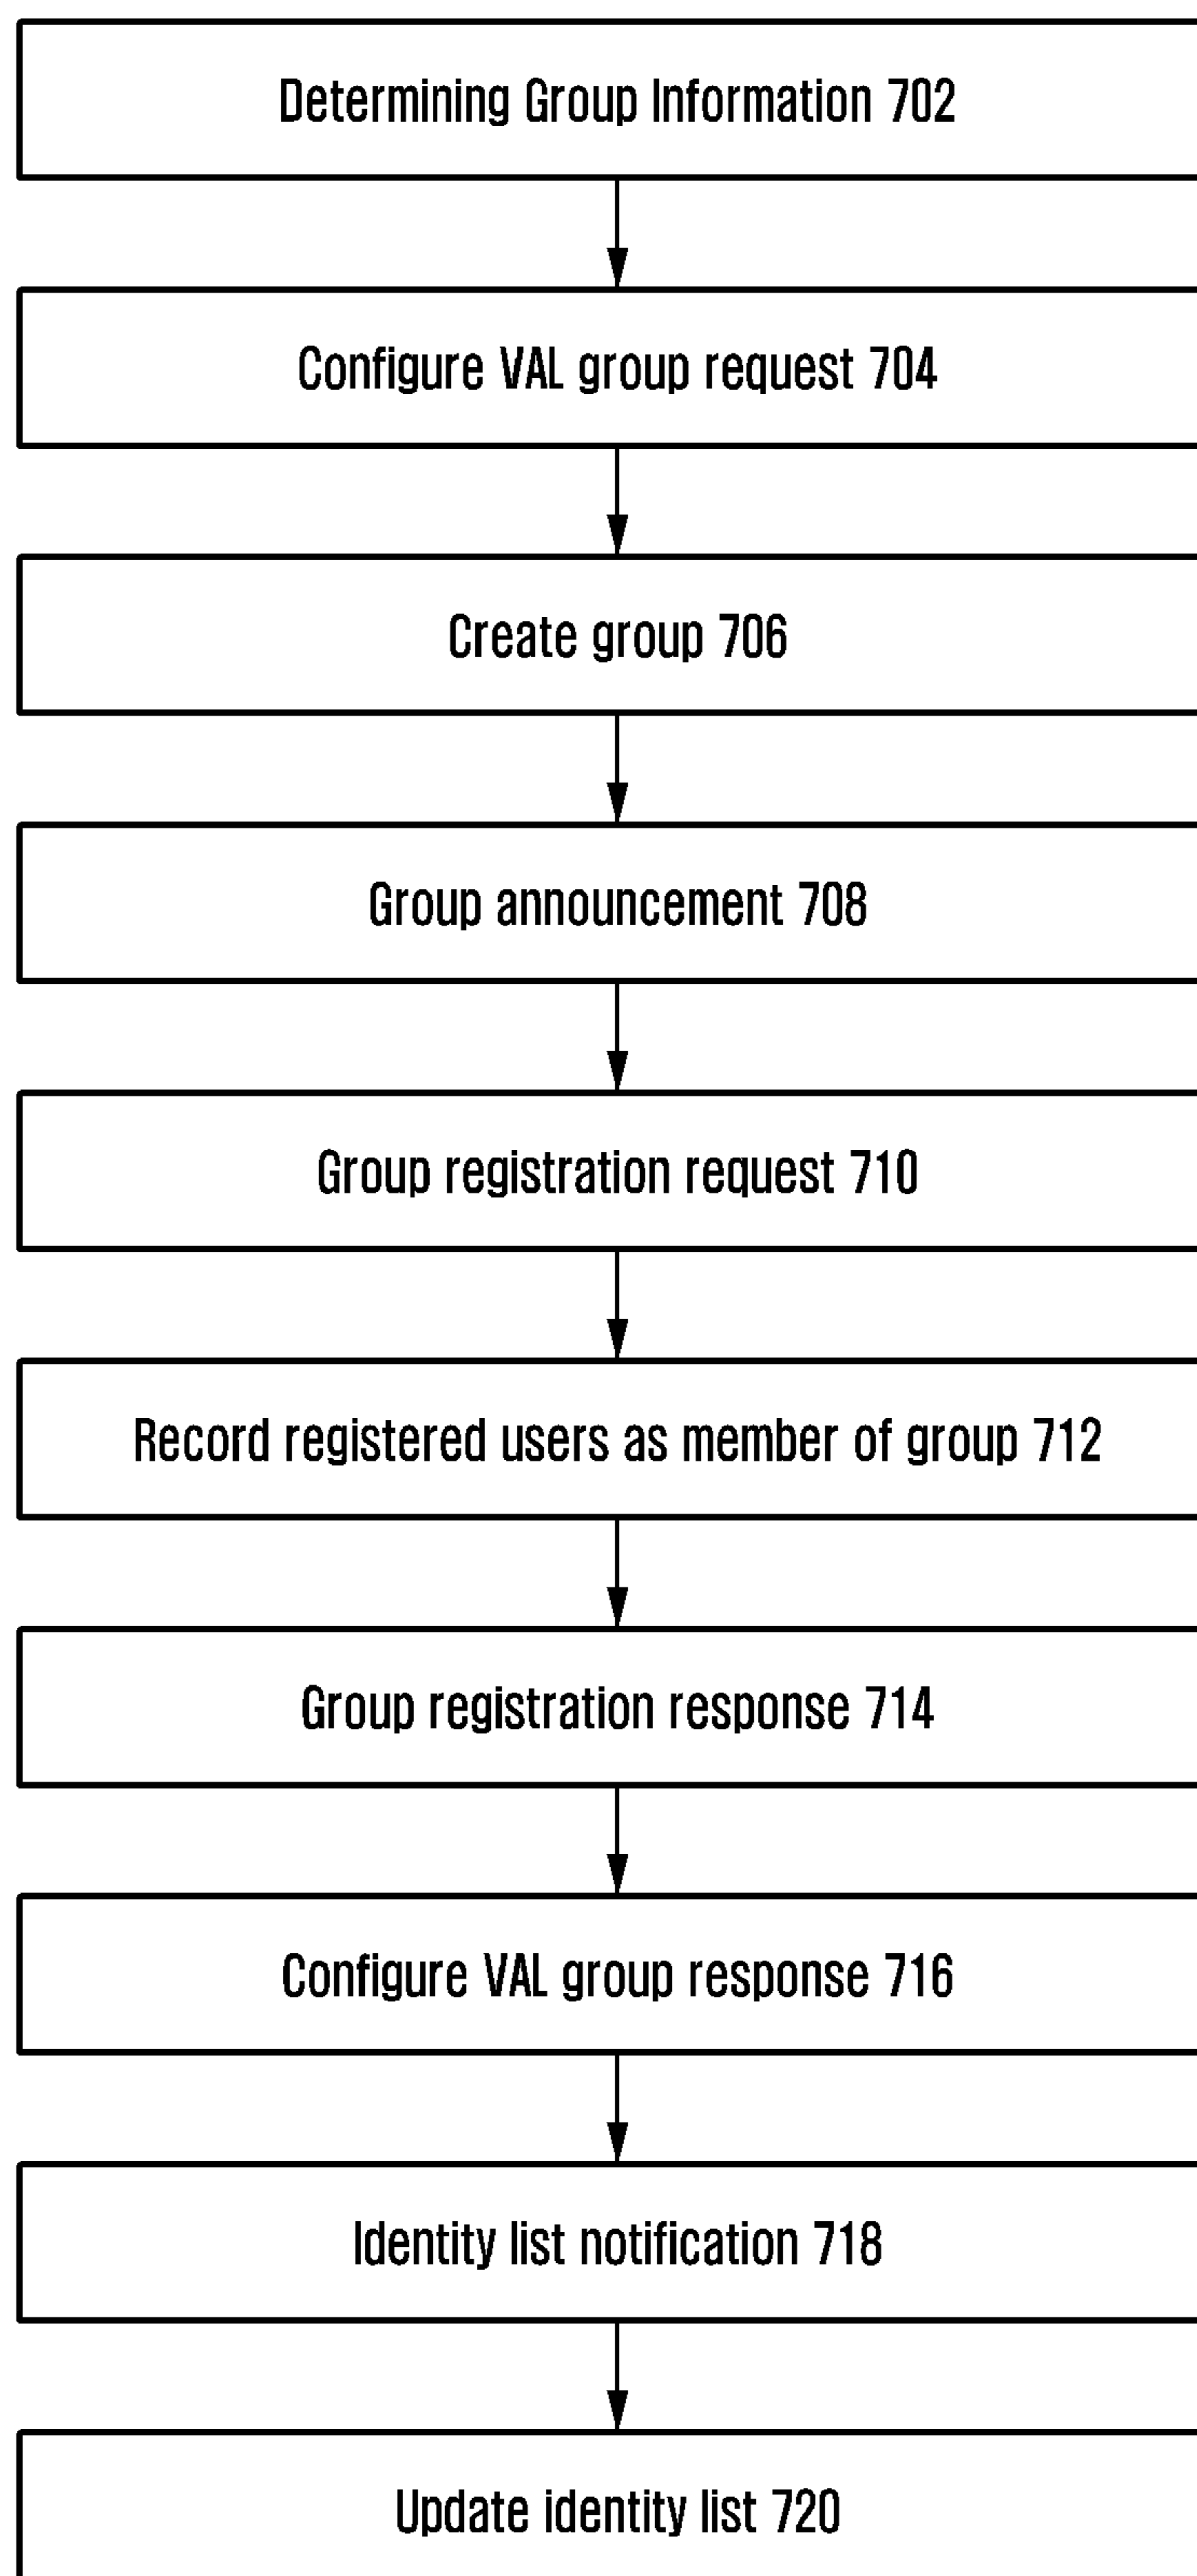 Determining Group Information 702
Configure VAL group request 704
Create group 706
Group announcement 708
Group registration request 710
Record registered users as member of group 712
Group registration response 714
Configure VAL group response 716
Identity list notification 718
Update identity list 720